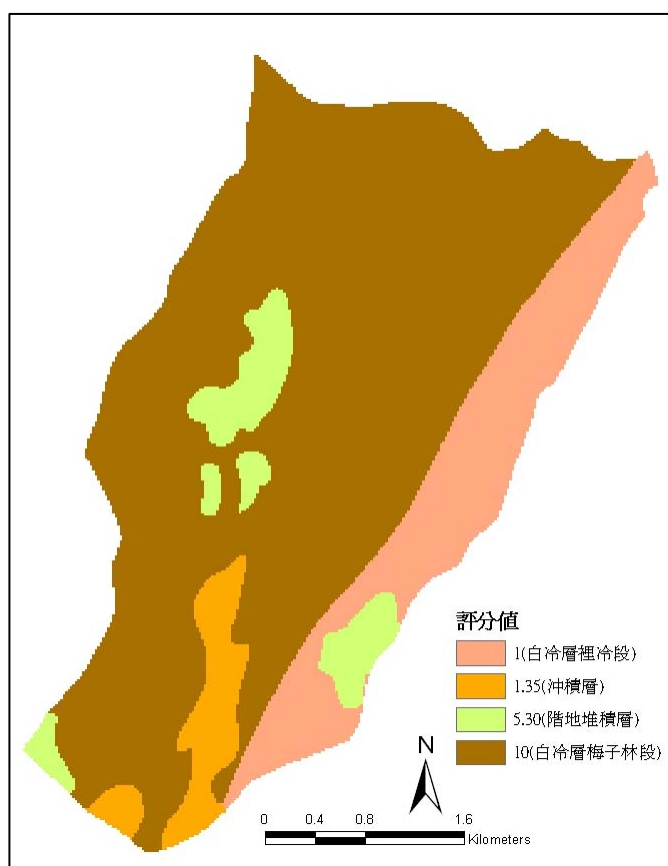 評分值
1(白冷層裡冷段)
1.35(沖積層)
5.30(階地堆積層)
10(白冷層梅子林段)
N
0 0.4 0.8 1.6
Kilometers